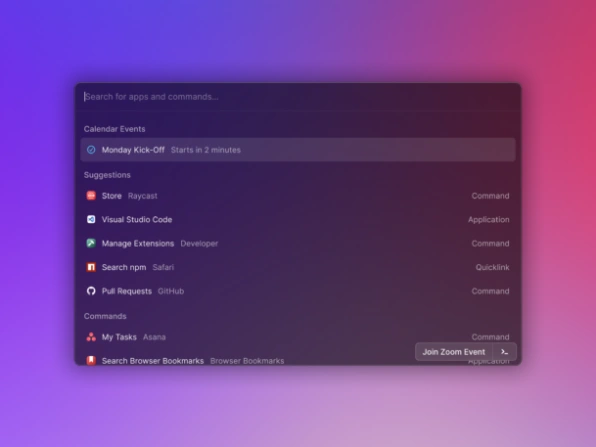 Search for apps and commands...
Calendar Events
Monday Kick-Off Starts in 2 minutes
Suggestions
Store Raycast Command
Visual Studio Code Application
Manage Extensions Developer Command
Search npm Safari Quicklink
Pull Requests GitHub Command
Commands
My Tasks Asana Command
Join Zoom Event
Search Browser Bookmarks Browser Bookmarks Application